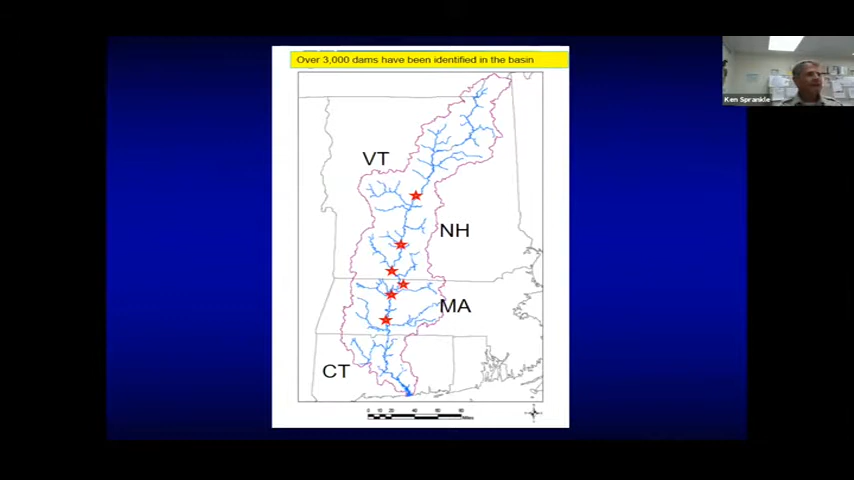 Over 3,000 dams have been identified in the basin
Ken Sprankle
VT
NH
MA
CT